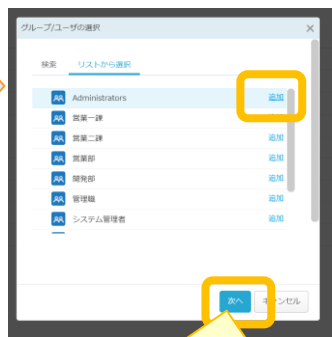 グループ/ユーザの選択 ×
検索 リストから選択
Administrators 追加
営業一課
営業二課 追加
営業部 追加
開発部 追加
管理職 追加
システム管理者 追加
次へ キャンセル